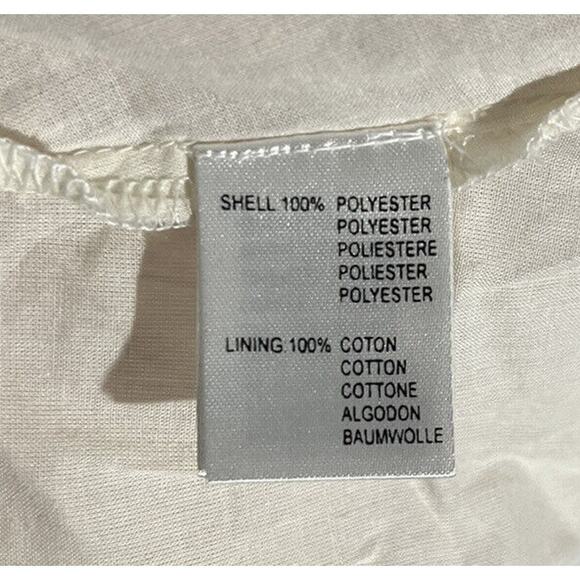 SHELL 100% POLYESTER
POLYESTER
POLIESTERE
POLIESTER
POLYESTER
LINING:100% COTON
COTTON
COTTONE
ALGODON
BAUMWOLLE